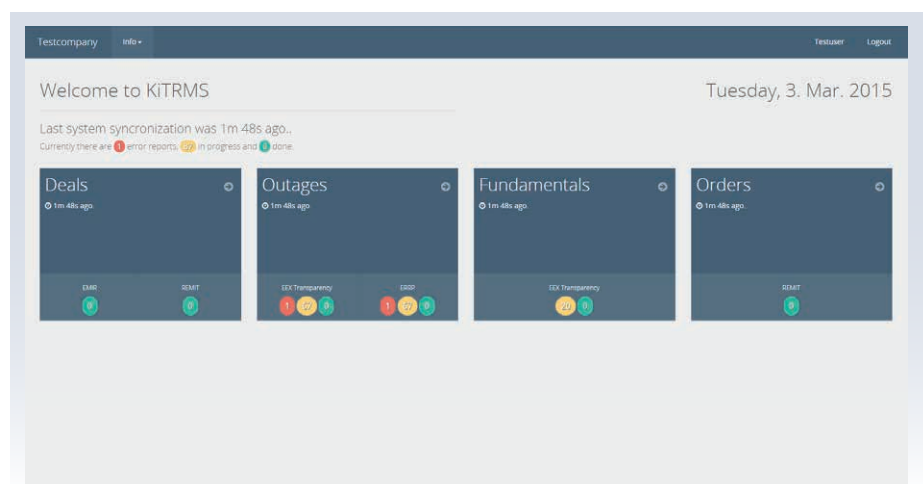 Testcompany Info Testuser Logout
Welcome to KiTRMS Tuesday, 3. Mar. 2015
Last system syncronization was 1m 48s ago..
Currently there are 1 error reports, in progress and 0 done.
Deals Outages Fundamentals Orders
1m 48s ago. 1m 48s ago. 1m 48s ago. 1m 48s ago.
EMIR REMIT EEX Transparency ERRP EEX Transparency REMIT
0 0 1 0 1 0 20 0 0